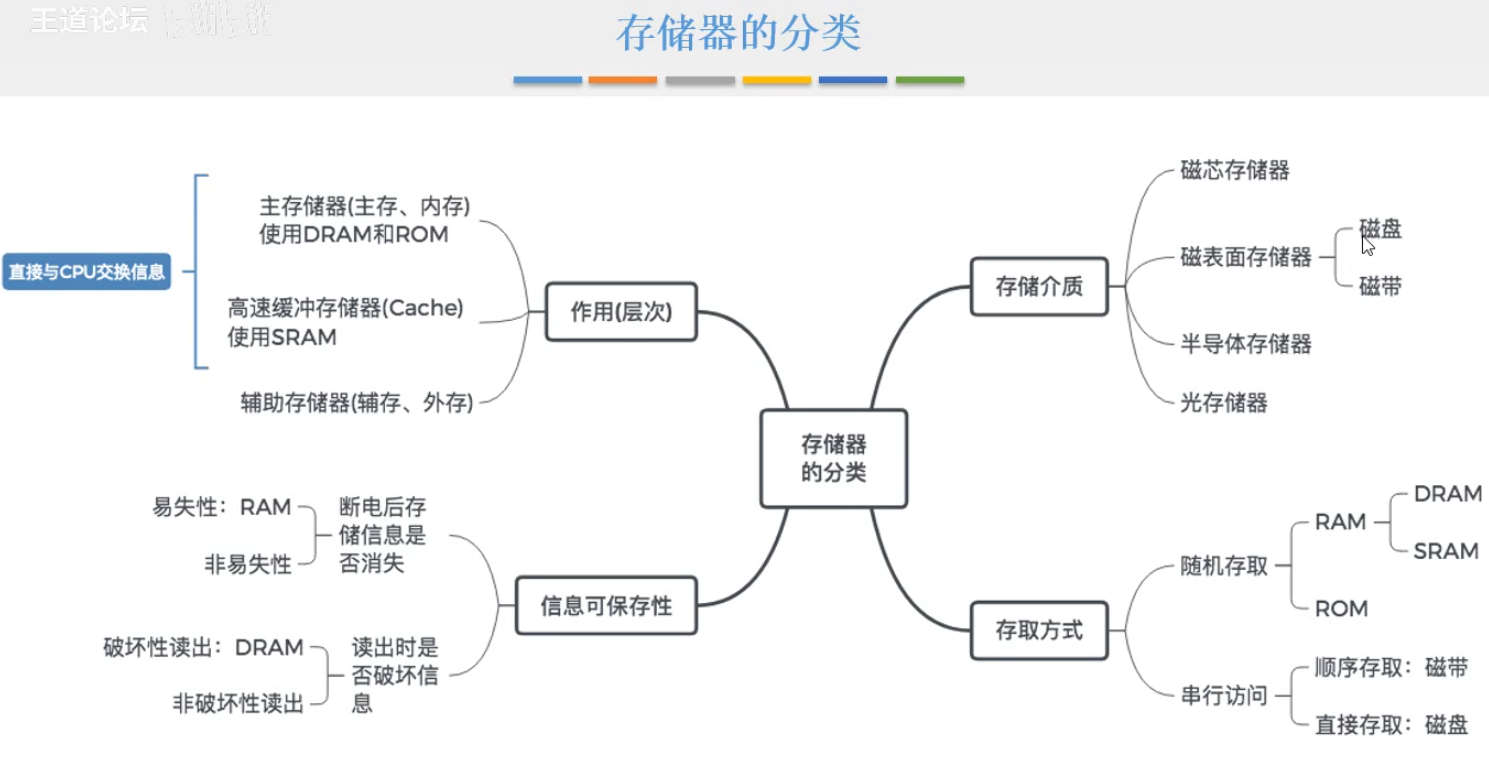 王道论坛 bilibili
存储器的分类
主存储器(主存、内存)
使用DRAM和ROM
直接与CPU交换信息
高速缓冲存储器(Cache)
使用SRAM
辅助存储器(辅存、外存)
作用(层次)
存储介质
磁芯存储器
磁表面存储器
磁盘
磁带
半导体存储器
光存储器
存储器
的分类
易失性：RAM
非易失性
断电后存
储信息是
否消失
信息可保存性
破坏性读出：DRAM
非破坏性读出
读出时是
否破坏信
息
存取方式
随机存取
RAM
DRAM
SRAM
ROM
串行访问
顺序存取：磁带
直接存取：磁盘